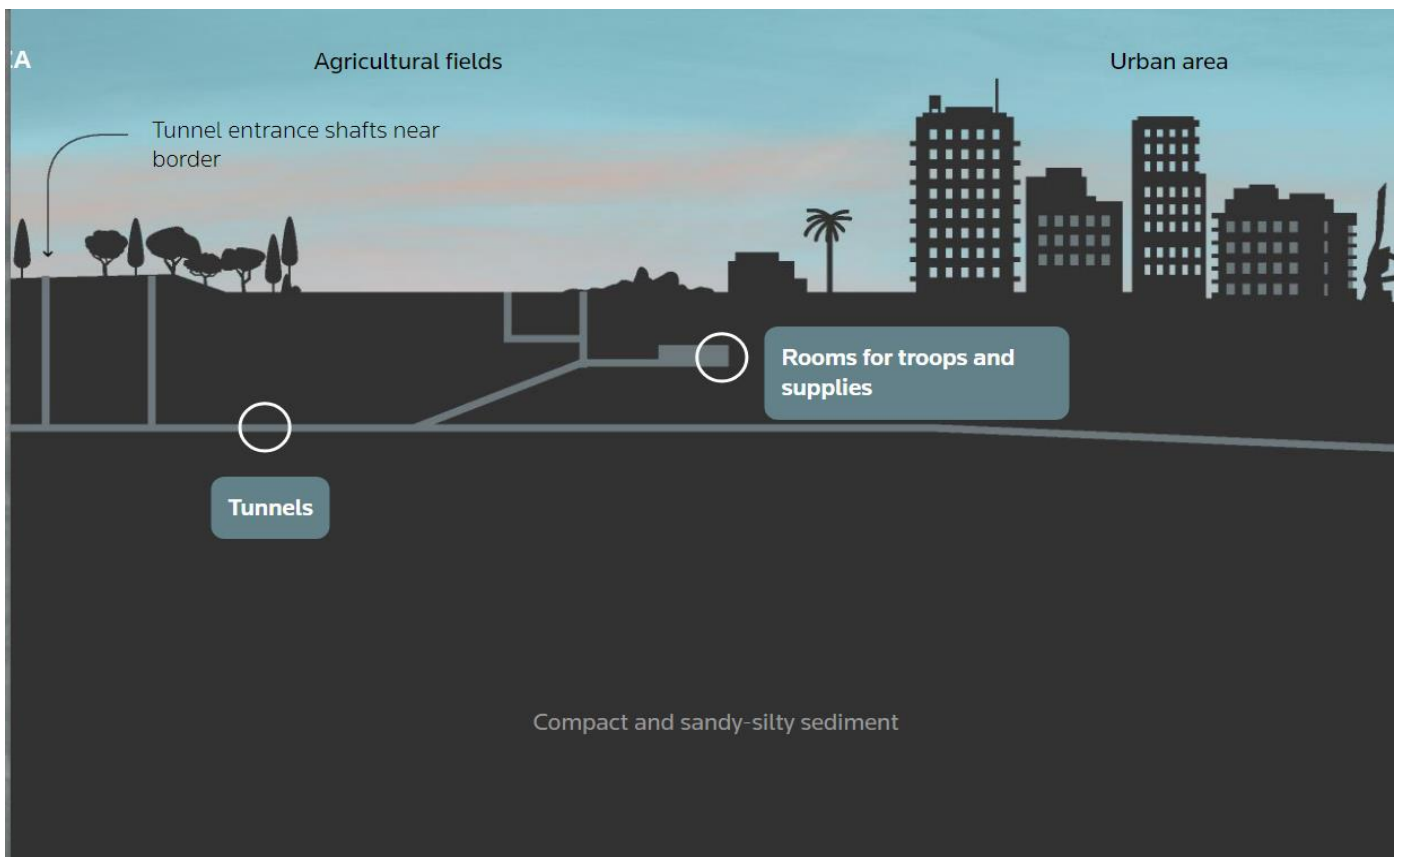 Agricultural fields
Urban area
Tunnel entrance shafts near
border
Rooms for troops and
supplies
Tunnels
Compact and sandy-silty sediment